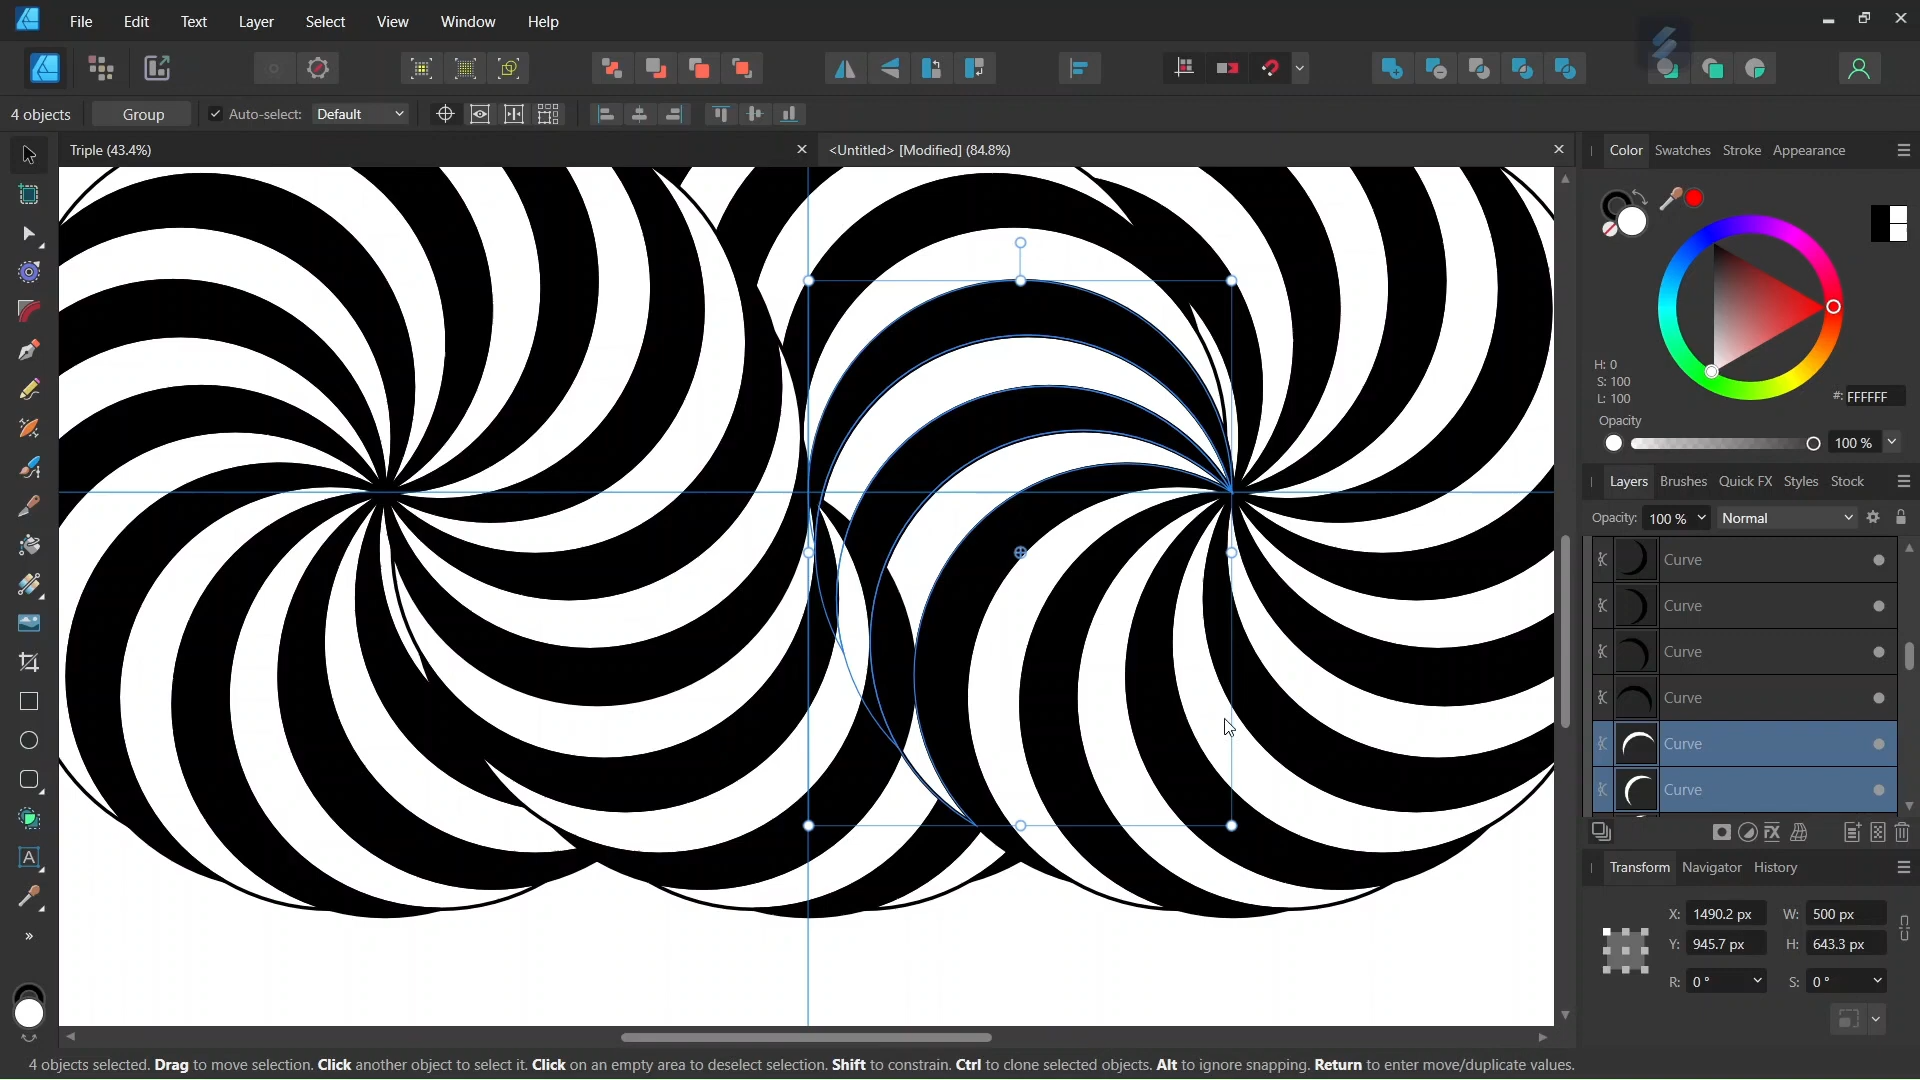 File Edit Text Layer Select View Window Help
4 objects Group Auto-select: Default
Triple (43.4%) <Untitled> [Modified] (84.8%)
Color Swatches Stroke Appearance
H: 0
S: 100
L: 100
#: FFFFFF
Opacity
100 %
Layers Brushes Quick FX Styles Stock
Opacity: 100 % Normal
Curve
Curve
Curve
Curve
Curve
Curve
Transform Navigator History
X: 1490.2 px W: 500 px
Y: 945.7 px H: 643.3 px
R: 0 ° S: 0 °
4 objects selected. Drag to move selection. Click another object to select it. Click on an empty area to deselect selection. Shift to constrain. Ctrl to clone selected objects. Alt to ignore snapping. Return to enter move/duplicate values.